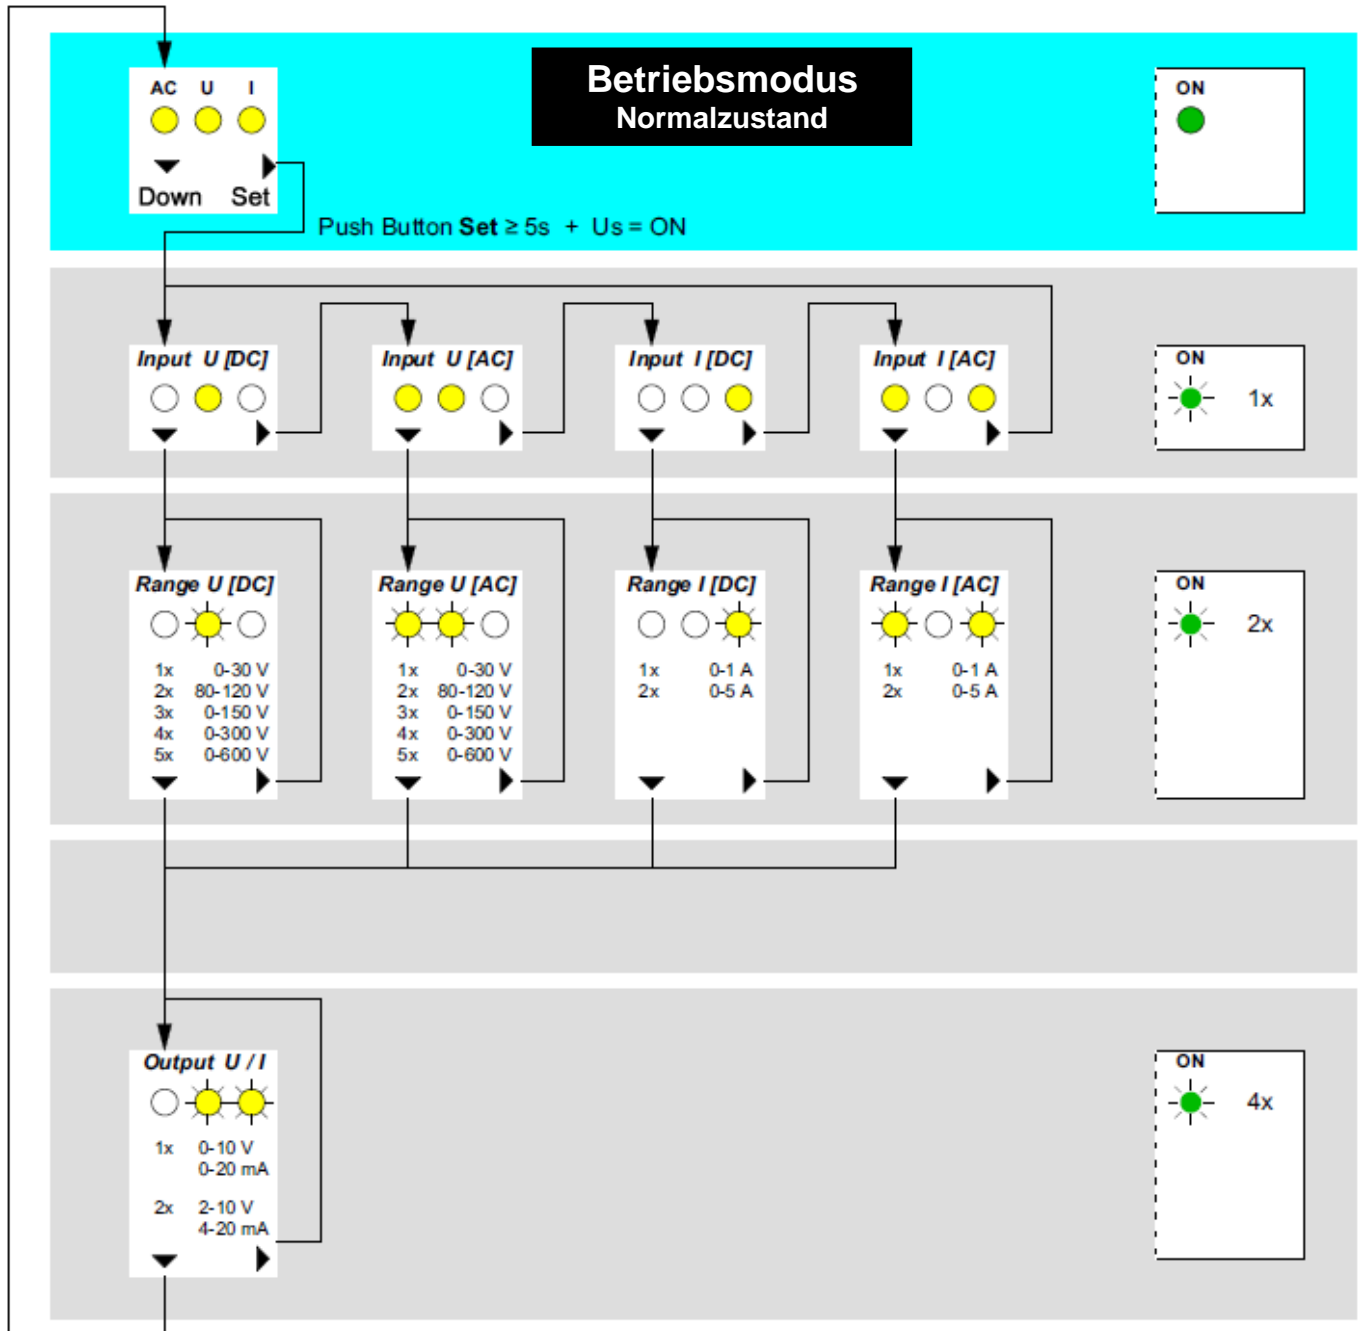 Betriebsmodus
Normalzustand
AC U I
Down Set
ON
Push Button Set ≥ 5s + Us = ON
Input U [DC]
Input U [AC]
Input I [DC]
Input I [AC]
ON
1x
Range U [DC]
1x 0-30 V
2x 80-120 V
3x 0-150 V
4x 0-300 V
5x 0-600 V
Range U [AC]
1x 0-30 V
2x 80-120 V
3x 0-150 V
4x 0-300 V
5x 0-600 V
Range I [DC]
1x 0-1 A
2x 0-5 A
Range I [AC]
1x 0-1 A
2x 0-5 A
ON
2x
Output U / I
1x 0-10 V
0-20 mA
2x 2-10 V
4-20 mA
ON
4x